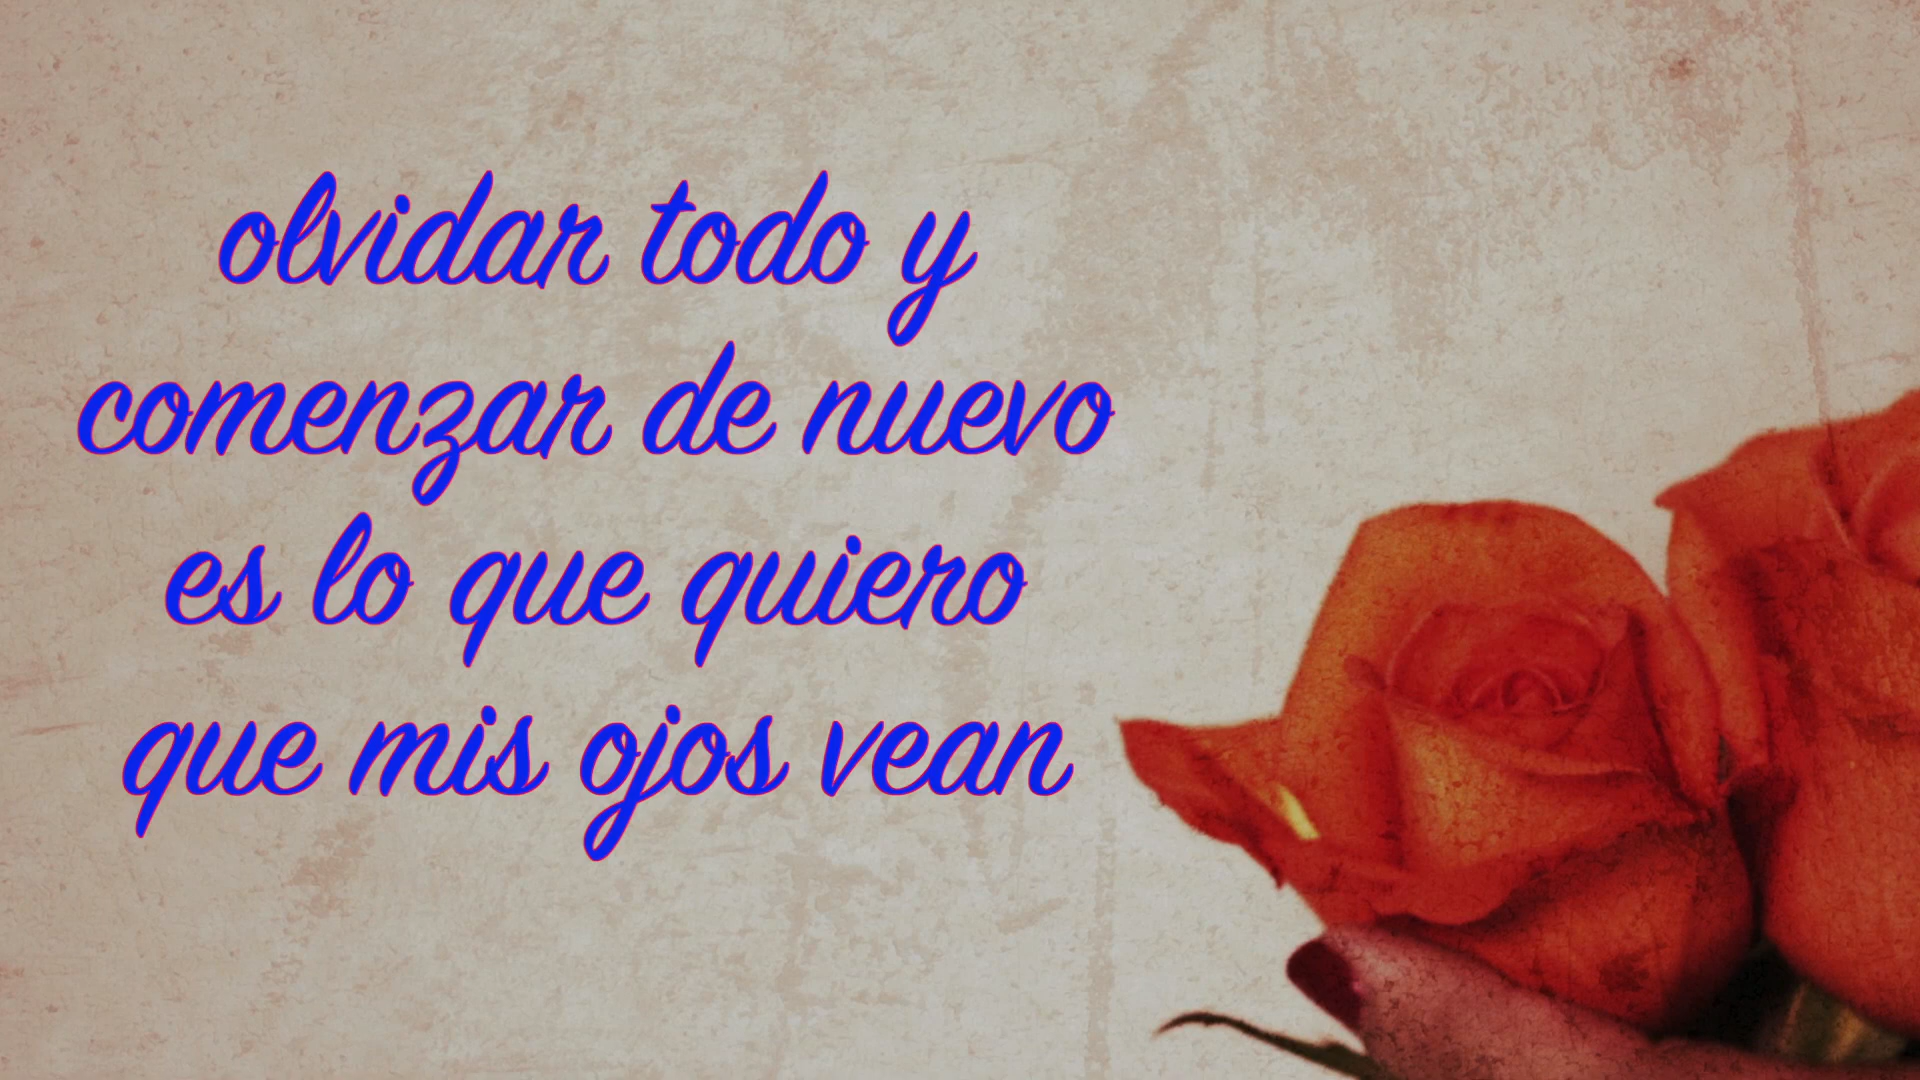 olvidar todo y
comenzar de nuevo
es lo que quiero
que mis ojos vean